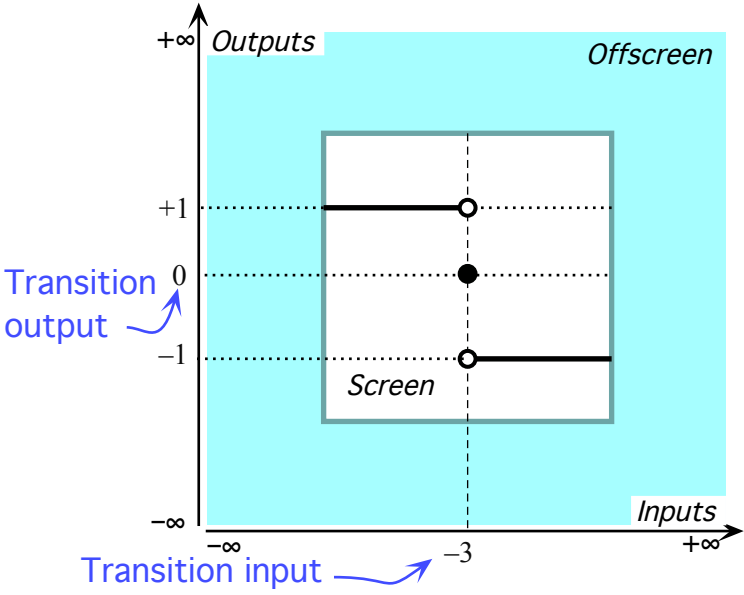 +∞
Outputs
Offscreen
+1
Transition
0
output
−1
Screen
−∞
Inputs
−∞
−3
+∞
Transition input